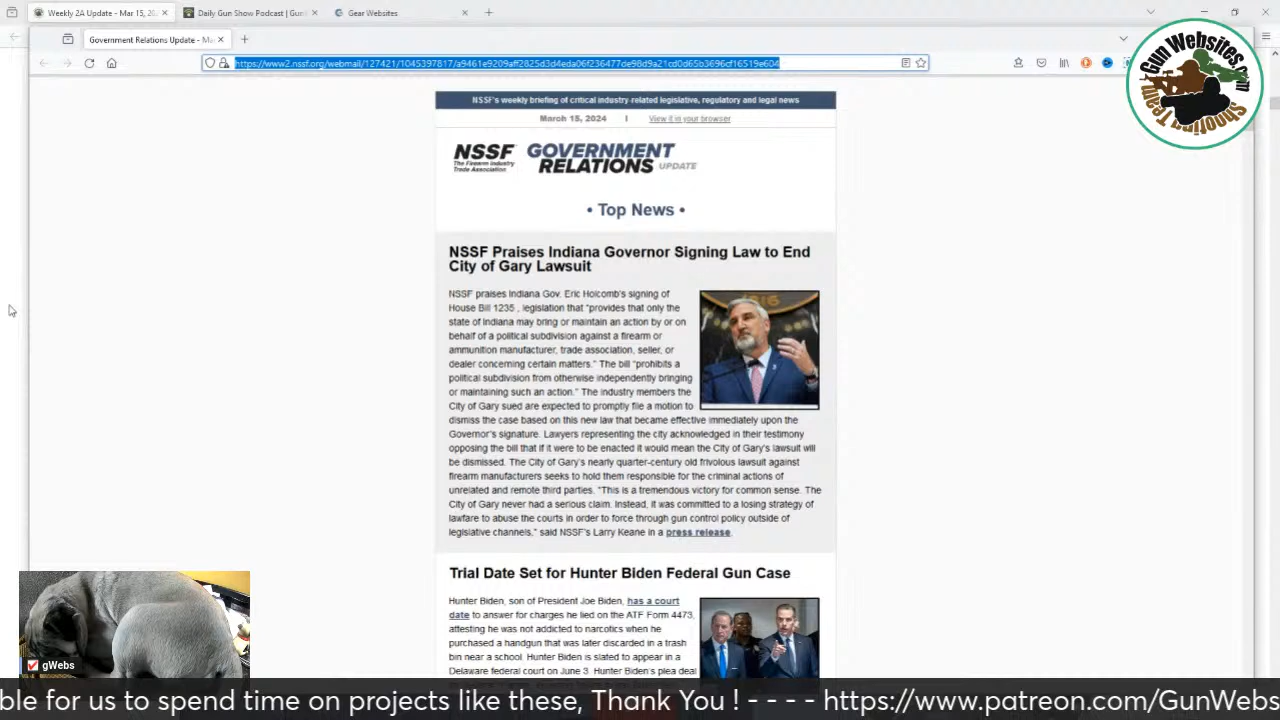 Weekly 2A Update - Mar 15, 20
Daily Gun Show Podcast | Gun
Gear Websites
Government Relations Update - Ma
https://www2.nssf.org/webmail/127421/1045397817/a9461e9209aff2825d3d4eda06f236477de98d9a21cd0d65b3696cf16519e604
Gun Websites.com
Shooting Team
NSSF's weekly briefing of critical industry-related legislative, regulatory and legal news
March 15, 2024 | View it in your browser
NSSF GOVERNMENT
The Firearm Industry
Trade Association
RELATIONS UPDATE
• Top News •
NSSF Praises Indiana Governor Signing Law to End
City of Gary Lawsuit
NSSF praises Indiana Gov. Eric Holcomb's signing of
House Bill 1235 , legislation that "provides that only the
state of Indiana may bring or maintain an action by or on
behalf of a political subdivision against a firearm or
ammunition manufacturer, trade association, seller, or
dealer concerning certain matters." The bill "prohibits a
political subdivision from otherwise independently bringing
or maintaining such an action." The industry members the
City of Gary sued are expected to promptly file a motion to
dismiss the case based on this new law that became effective immediately upon the
Governor's signature. Lawyers representing the city acknowledged in their testimony
opposing the bill that if it were to be enacted it would mean the City of Gary's lawsuit will
be dismissed. The City of Gary's nearly quarter-century old frivolous lawsuit against
firearm manufacturers seeks to hold them responsible for the criminal actions of
unrelated and remote third parties. "This is a tremendous victory for common sense. The
City of Gary never had a serious claim. Instead, it was committed to a losing strategy of
lawfare to abuse the courts in order to force through gun control policy outside of
legislative channels," said NSSF's Larry Keane in a press release.
Trial Date Set for Hunter Biden Federal Gun Case
Hunter Biden, son of President Joe Biden, has a court
date to answer for charges he lied on the ATF Form 4473,
attesting he was not addicted to narcotics when he
purchased a handgun that was later discarded in a trash
bin near a school. Hunter Biden is slated to appear in a
Delaware federal court on June 3. Hunter Biden's plea deal
gWebs
ble for us to spend time on projects like these, Thank You ! - - - - https://www.patreon.com/GunWebs